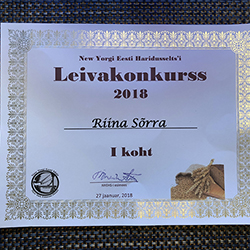 New Yorgi Eesti Haridusselts'i
Leivakonkurss
2018
Riina Sõrra
I koht
27 jaanuar, 2018